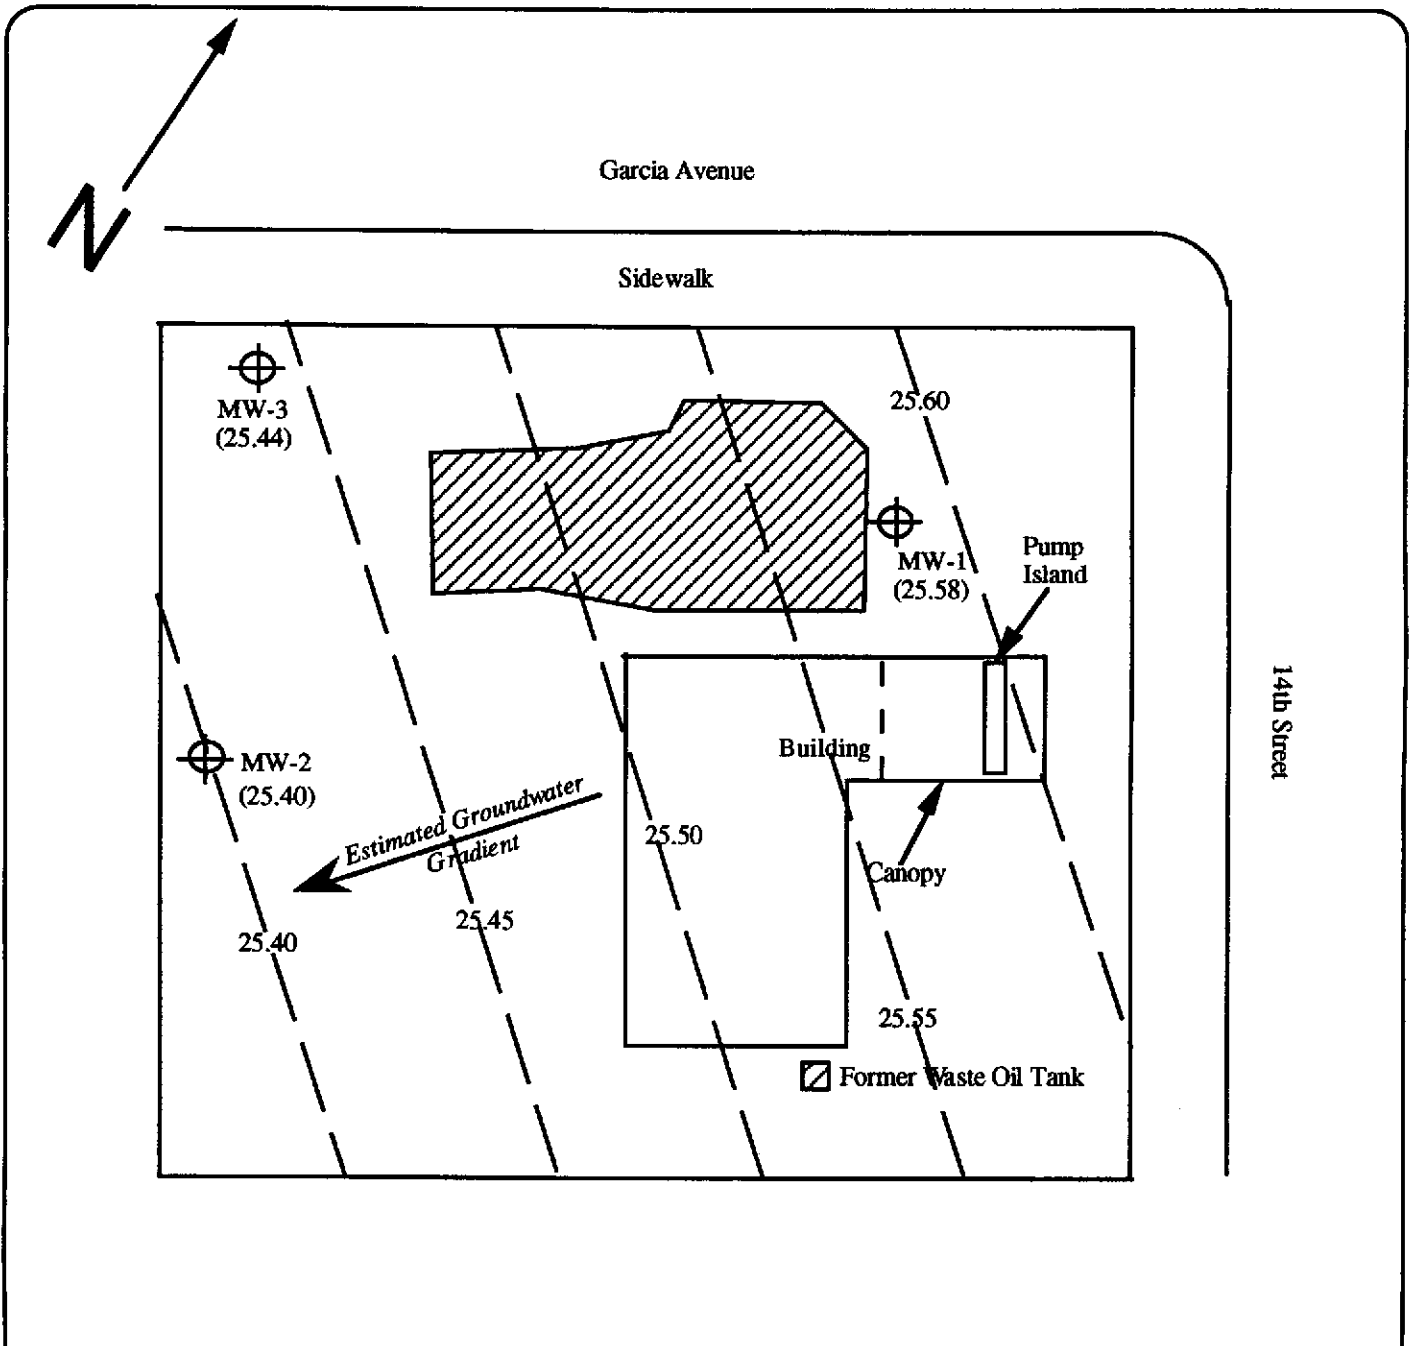 N
Garcia Avenue
Sidewalk
MW-3
(25.44)
25.60
MW-1
(25.58)
Pump
Island
14th Street
Building
MW-2
(25.40)
Estimated Groundwater
Gradient
25.50
Canopy
25.45
25.40
25.55
Former Waste Oil Tank